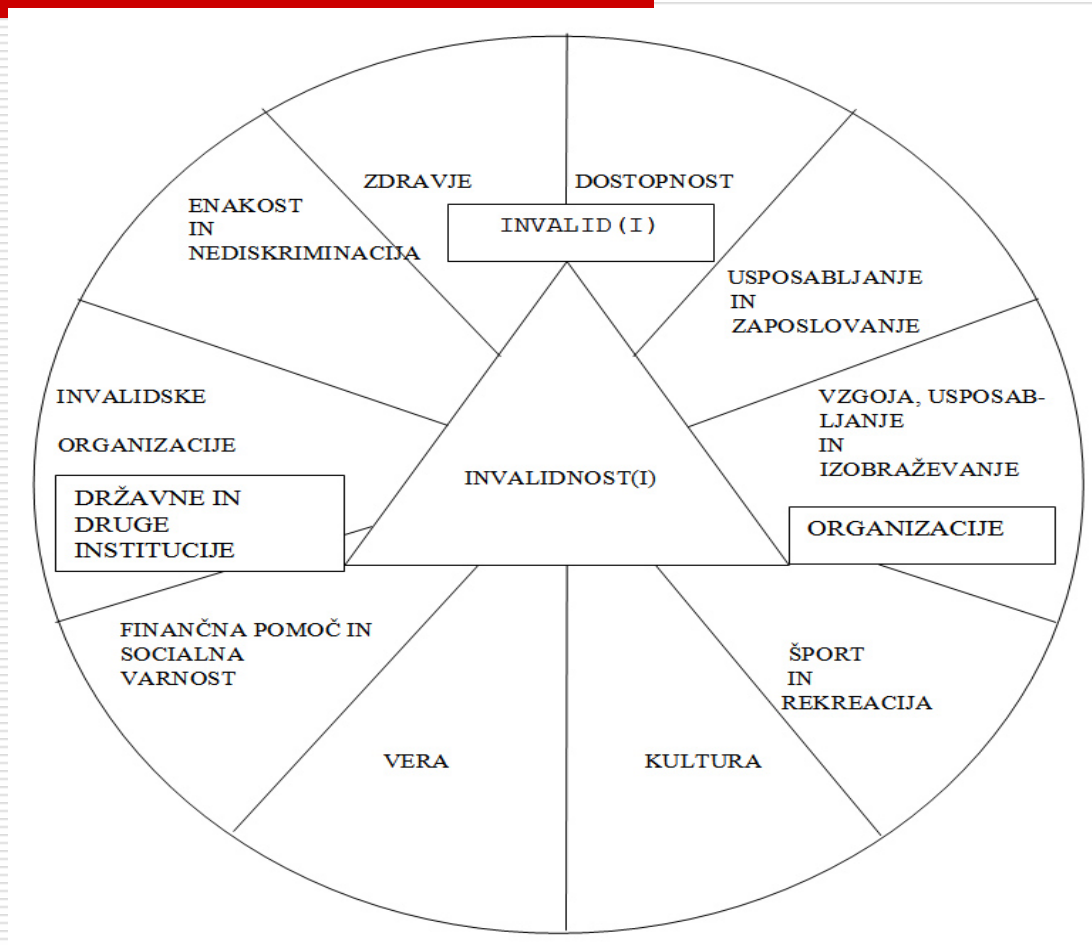 ZDRAVJE
DOSTOPNOST
ENAKOST
IN
NEDISKRIMINACIJA
INVALID(I)
USPOSABLJANJE
IN
ZAPOSLOVANJE
INVALIDSKE
ORGANIZACIJE
VZGOJA, USPOSAB-
LJANJE
IN
IZOBRAŽEVANJE
INVALIDNOST(I)
DRŽAVNE IN
DRUGE
INSTITUCIJE
ORGANIZACIJE
FINANČNA POMOČ IN
SOCIALNA
VARNOST
ŠPORT
IN
REKREACIJA
VERA
KULTURA